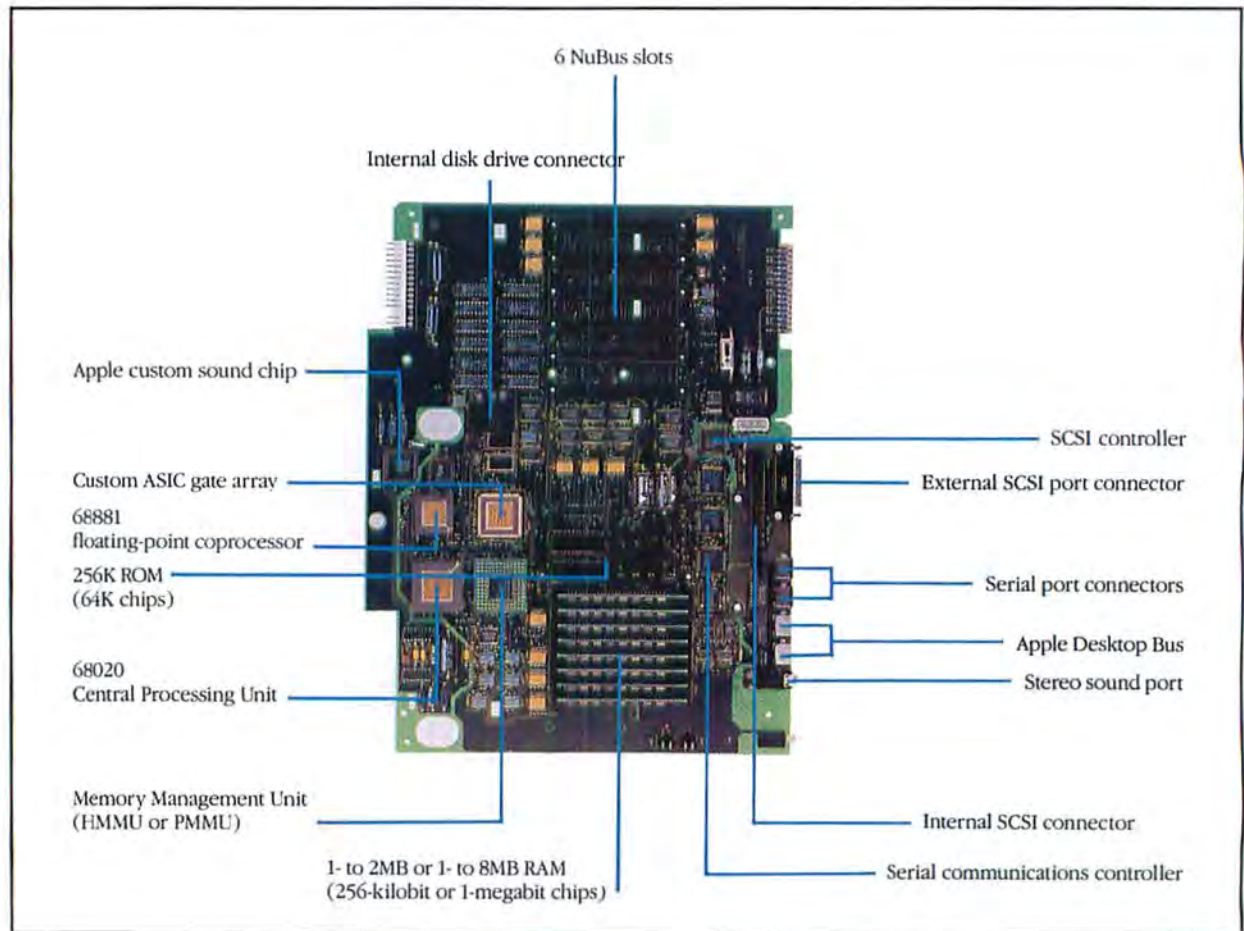 6 NuBus slots
Internal disk drive connector
Apple custom sound chip
Custom ASIC gate array
68881
floating-point coprocessor
256K ROM
(64K chips)
68020
Central Processing Unit
Memory Management Unit
(HMMU or PMMU)
1- to 2MB or 1- to 8MB RAM
(256-kilobit or 1-megabit chips)
SCSI controller
External SCSI port connector
Serial port connectors
Apple Desktop Bus
Stereo sound port
Internal SCSI connector
Serial communications controller